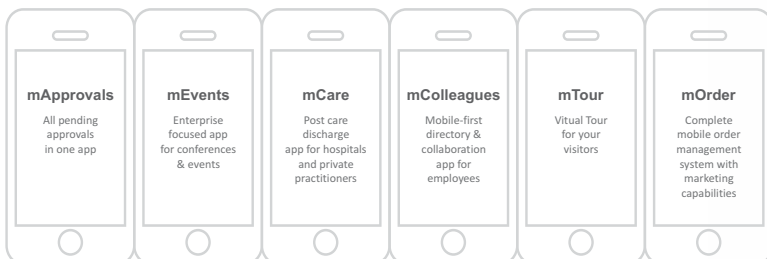 mApprovals
All pending
approvals
in one app
mEvents
Enterprise
focused app
for conferences
& events
mCare
Post care
discharge
app for hospitals
and private
practitioners
mColleagues
Mobile-first
directory &
collaboration
app for
employees
mTour
Vitual Tour
for your
visitors
mOrder
Complete
mobile order
management
system with
marketing
capabilities